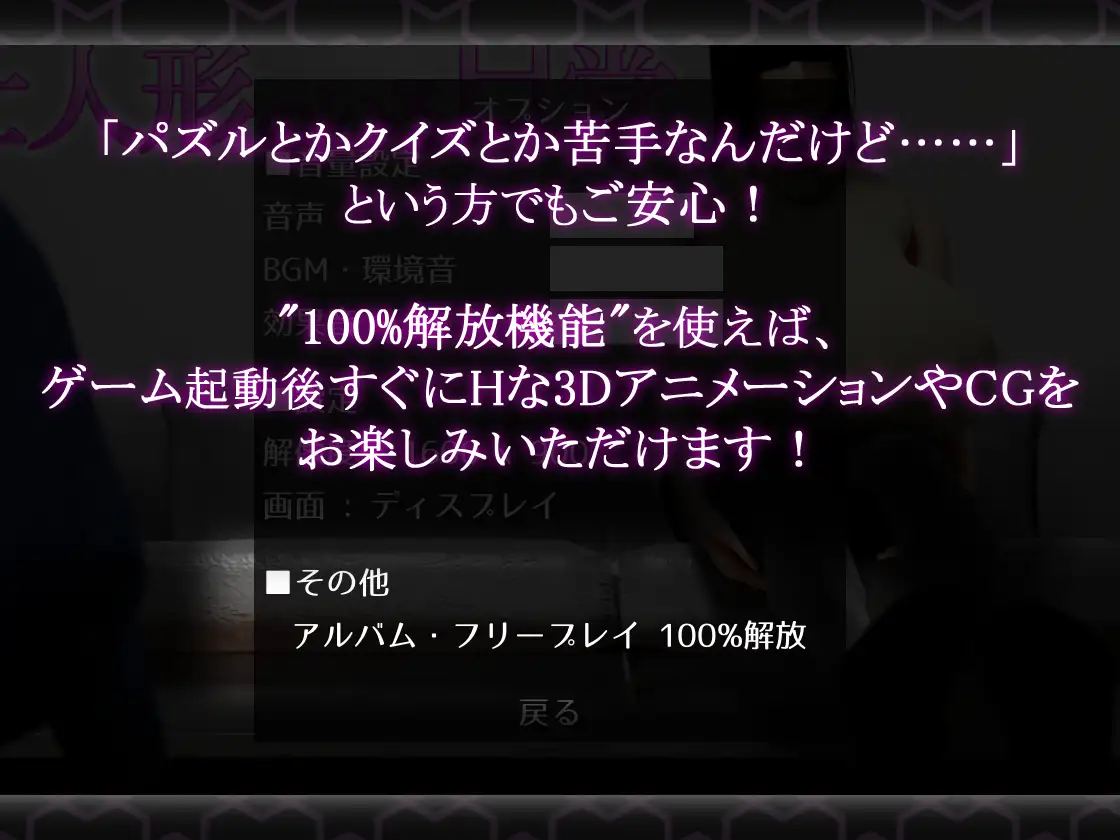 人形
オプション
「パズルとかクイズとか苦手なんだけど……」
■音量設定
という方でもご安心！
音声
BGM・環境音
"100%解放機能"を使えば、
ゲーム起動後すぐにHな3DアニメーションやCGを
お楽しみいただけます！
画面 : ディスプレイ
■その他
アルバム・フリープレイ 100%解放
戻る